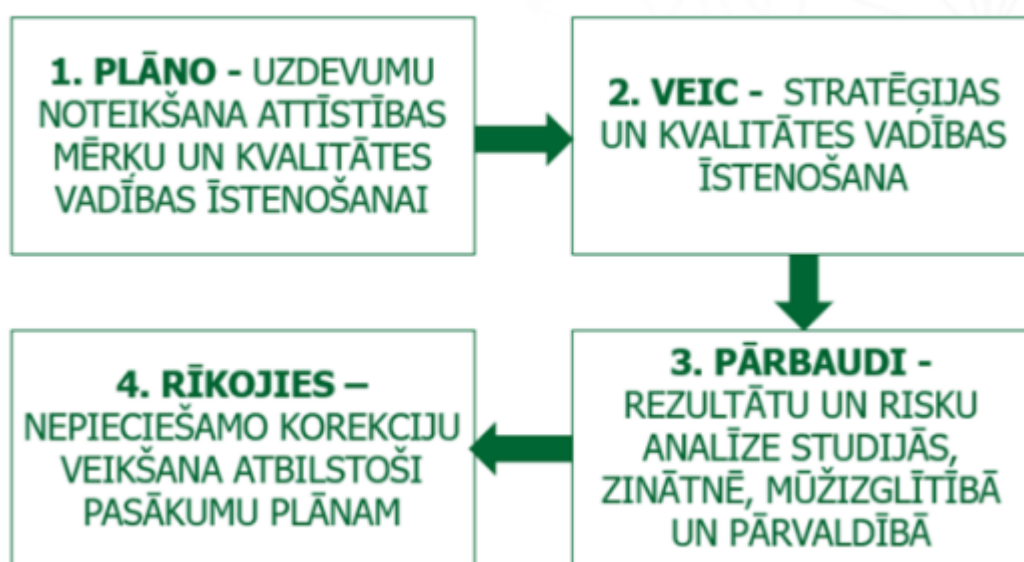 1. PLĀNO - UZDEVUMU
NOTEIKŠANA ATTĪSTĪBAS
MĒRĶU UN KVALITĀTES
VADĪBAS ĪSTENOŠANAI
2. VEIC - STRATĒĢIJAS
UN KVALITĀTES VADĪBAS
ĪSTENOŠANA
3. PĀRBAUDI -
REZULTĀTU UN RISKU
ANALĪZE STUDIJĀS,
ZINĀTNĒ, MŪŽIZGLĪTĪBĀ
UN PĀRVALDĪBĀ
4. RĪKOJIES –
NEPIECIEŠAMO KOREKCIJU
VEIKŠANA ATBILSTOŠI
PASĀKUMU PLĀNAM